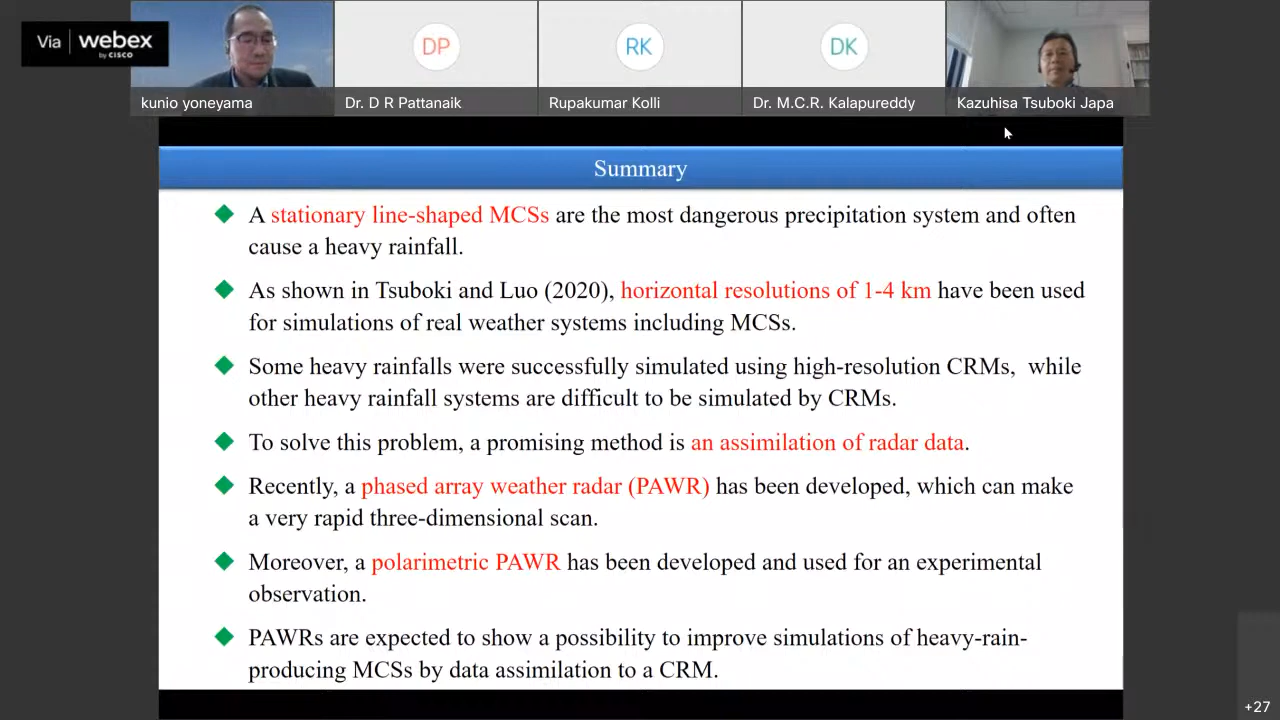 Via webex
by CISCO
DP
RK
DK
kunio yoneyama
Dr. D R Pattanaik
Rupakumar Kolli
Dr. M.C.R. Kalapureddy
Kazuhisa Tsuboki Japa
Summary
A stationary line-shaped MCSs are the most dangerous precipitation system and often
cause a heavy rainfall.
As shown in Tsuboki and Luo (2020), horizontal resolutions of 1-4 km have been used
for simulations of real weather systems including MCSs.
Some heavy rainfalls were successfully simulated using high-resolution CRMs, while
other heavy rainfall systems are difficult to be simulated by CRMs.
To solve this problem, a promising method is an assimilation of radar data.
Recently, a phased array weather radar (PAWR) has been developed, which can make
a very rapid three-dimensional scan.
Moreover, a polarimetric PAWR has been developed and used for an experimental
observation.
PAWRs are expected to show a possibility to improve simulations of heavy-rain-
producing MCSs by data assimilation to a CRM.
+27